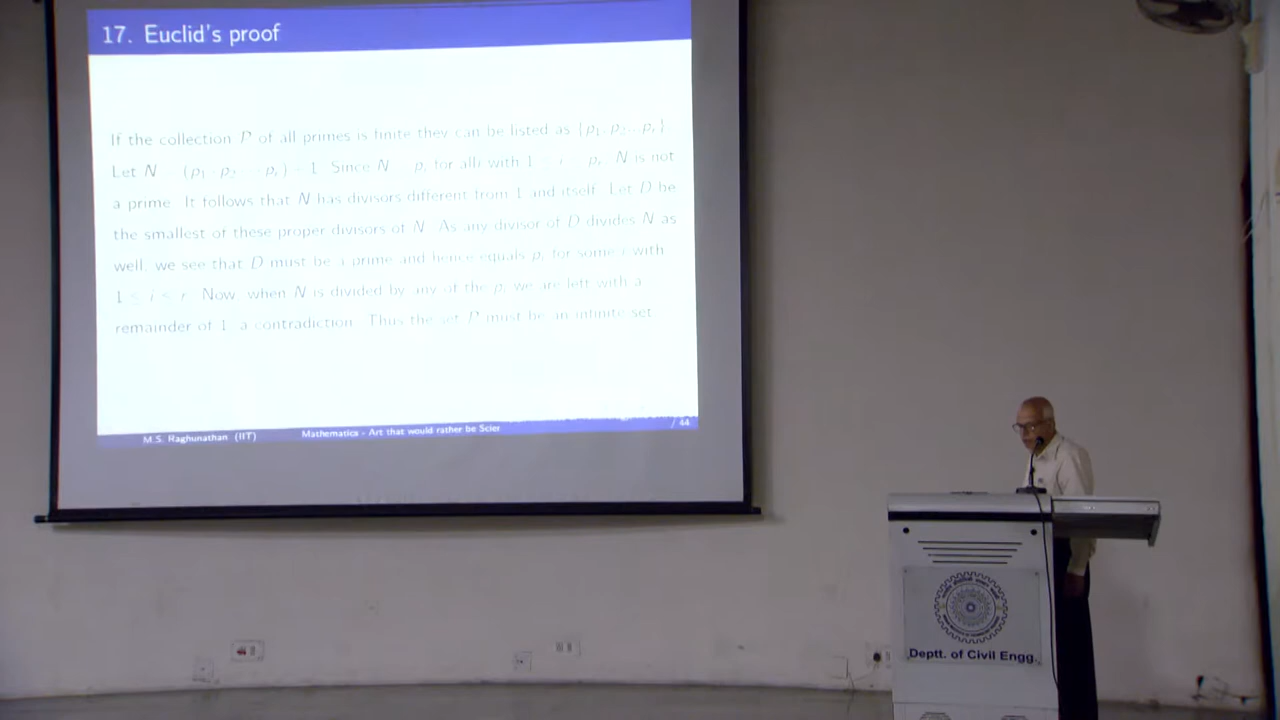 17. Euclid's proof
If the collection P of all primes is finite they can be listed as {p₁, p₂...pᵣ}.
Let N = (p₁ · p₂ ... pᵣ) + 1. Since N pᵢ for all i with 1 N is not
a prime. It follows that N has divisors different from 1 and itself. Let D be
the smallest of these proper divisors of N. As any divisor of D divides N as
well, we see that D must be a prime and hence equals pᵢ for some i with
1 ≤ i ≤ r. Now, when N is divided by any of the pᵢ we are left with a
remainder of 1, a contradiction. Thus the set P must be an infinite set.
M.S. Raghunathan (IIT) Mathematics - Art that would rather be Scier / 44
Deptt. of Civil Engg.